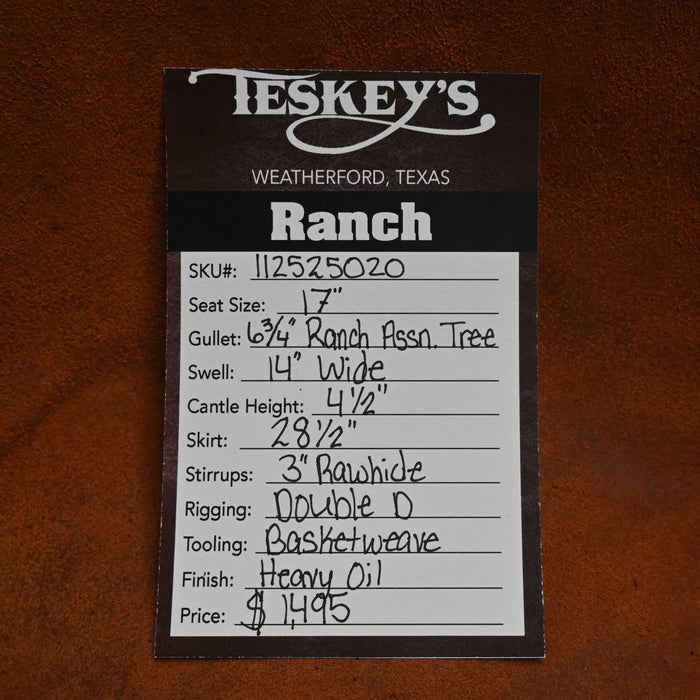 TESKEY'S
WEATHERFORD, TEXAS
Ranch
SKU#: 112525020
Seat Size: 17"
Gullet: 6 3/4" Ranch Assn. Tree
Swell: 14" Wide
Cantle Height: 4 1/2"
Skirt: 28 1/2"
Stirrups: 3" Rawhide
Rigging: Double D
Tooling: Basketweave
Finish: Heavy Oil
Price: $ 1,495